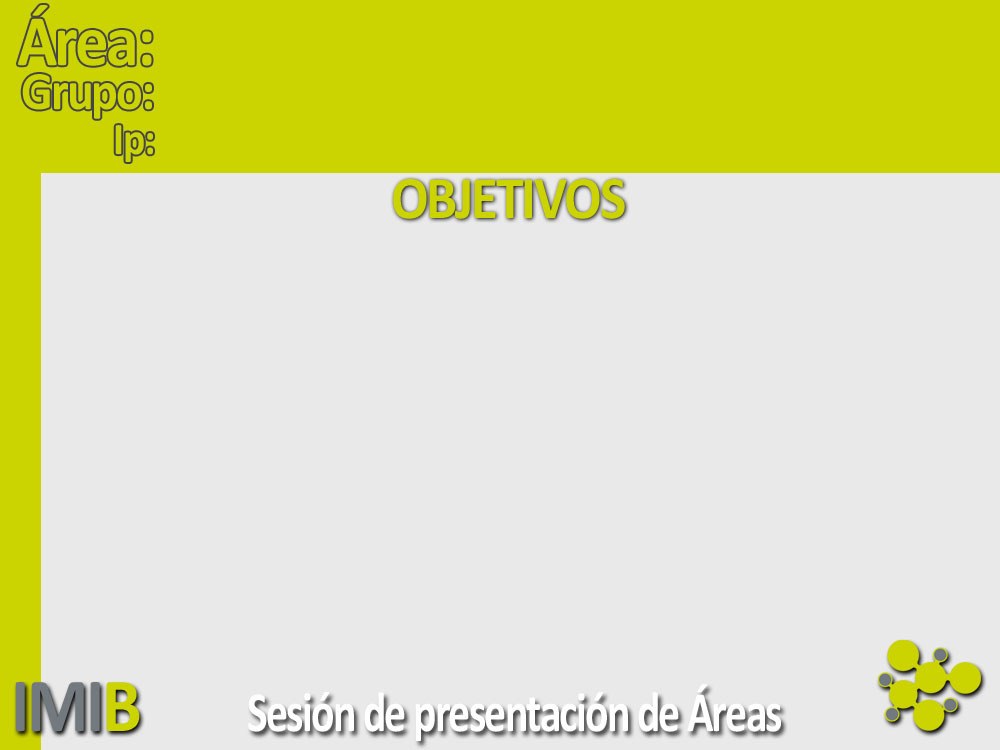 Área:
Grupo:
Ip:
OBJETIVOS
IMIB
Sesión de presentación de Áreas